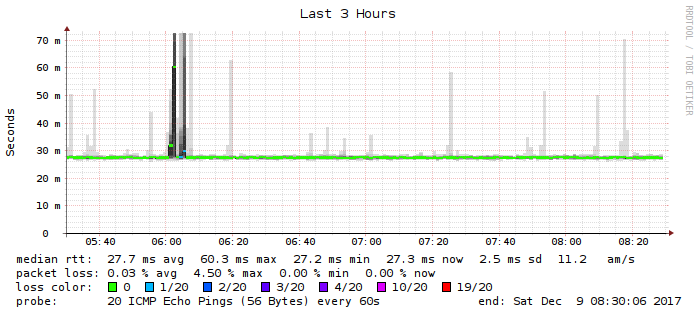 Last 3 Hours
RRDTOOL / TOBI OETIKER
Seconds
70 m
60 m
50 m
40 m
30 m
20 m
10 m
0
05:40 06:00 06:20 06:40 07:00 07:20 07:40 08:00 08:20
median rtt: 27.7 ms avg 60.3 ms max 27.2 ms min 27.3 ms now 2.5 ms sd 11.2 am/s
packet loss: 0.03 % avg 4.50 % max 0.00 % min 0.00 % now
loss color: 0 1/20 2/20 3/20 4/20 10/20 19/20
probe: 20 ICMP Echo Pings (56 Bytes) every 60s end: Sat Dec 9 08:30:06 2017